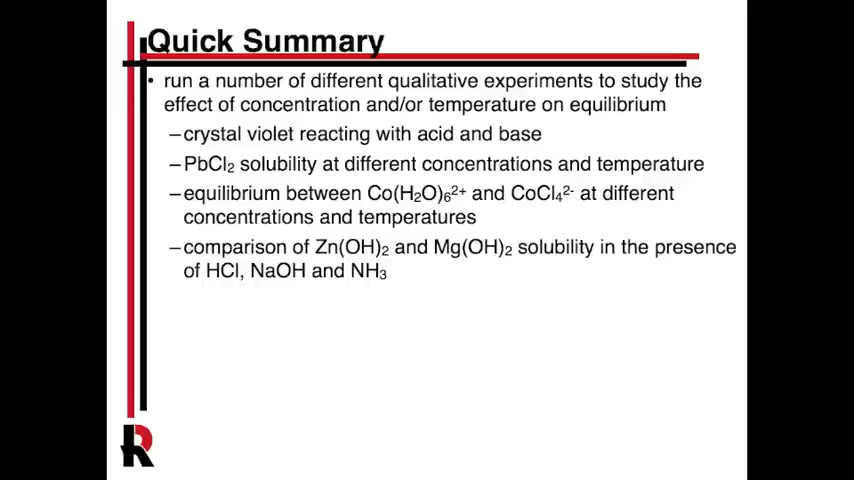 Quick Summary
• run a number of different qualitative experiments to study the
effect of concentration and/or temperature on equilibrium
–crystal violet reacting with acid and base
–PbCl₂ solubility at different concentrations and temperature
–equilibrium between Co(H₂O)₆²⁺ and CoCl₄²⁻ at different
concentrations and temperatures
–comparison of Zn(OH)₂ and Mg(OH)₂ solubility in the presence
of HCl, NaOH and NH₃
R